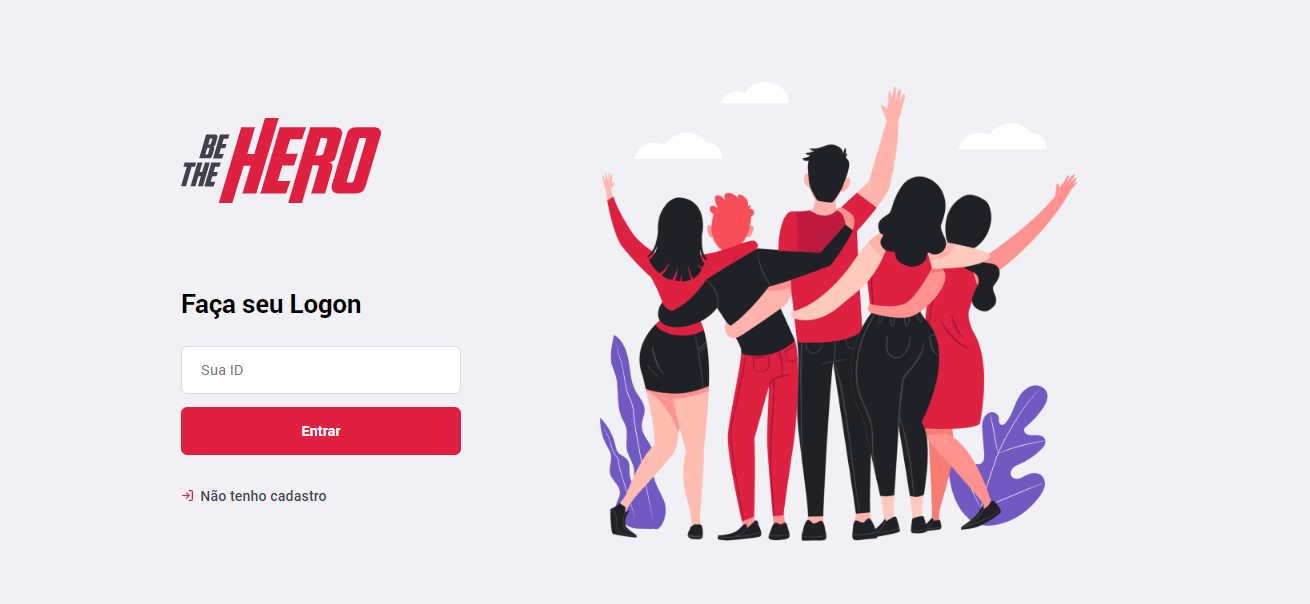 BE
THE HERO
Faça seu Logon
Sua ID
Entrar
Não tenho cadastro